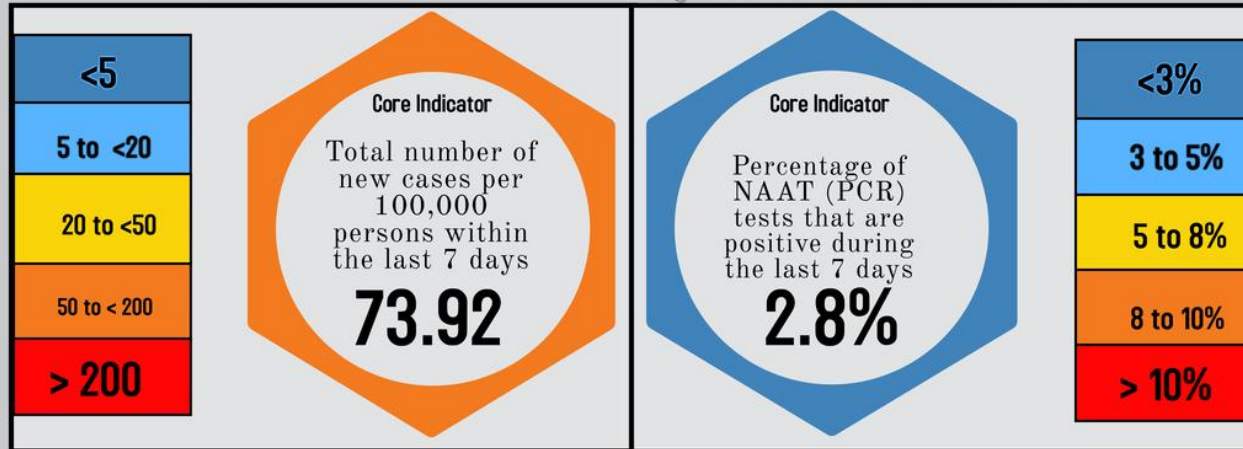 <5
5 to <20
20 to <50
50 to < 200
> 200
Core Indicator
Total number of
new cases per
100,000
persons within
the last 7 days
73.92
Core Indicator
Percentage of
NAAT (PCR)
tests that are
positive during
the last 7 days
2.8%
<3%
3 to 5%
5 to 8%
8 to 10%
> 10%